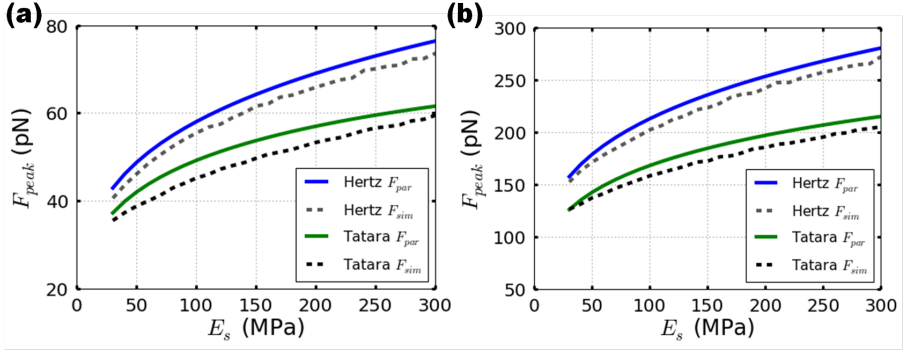 (a)
80
60
40
20
F_peak (pN)
0 50 100 150 200 250 300
E_s (MPa)
Hertz F_par
Hertz F_sim
Tatara F_par
Tatara F_sim
(b)
300
250
200
150
100
50
F_peak (pN)
0 50 100 150 200 250 300
E_s (MPa)
Hertz F_par
Hertz F_sim
Tatara F_par
Tatara F_sim